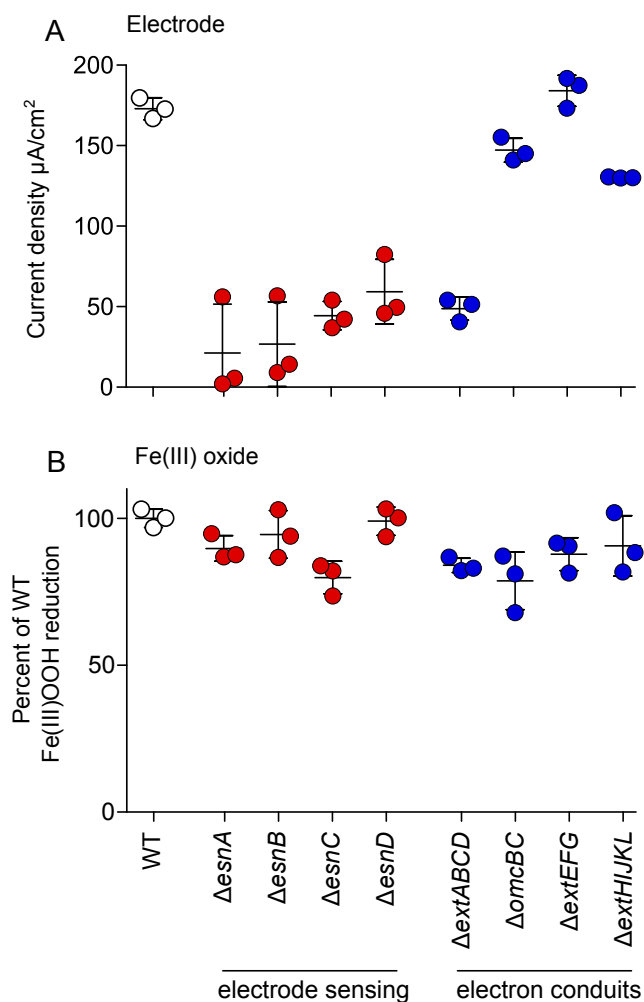 A
Electrode
Current density µA/cm²
200
150
100
50
0
B
Fe(III) oxide
Percent of WT
Fe(III)OOH reduction
100
50
0
WT
ΔesnA
ΔesnB
ΔesnC
ΔesnD
ΔextABCD
ΔomcBC
ΔextEFG
ΔextHIJKL
electrode sensing
electron conduits